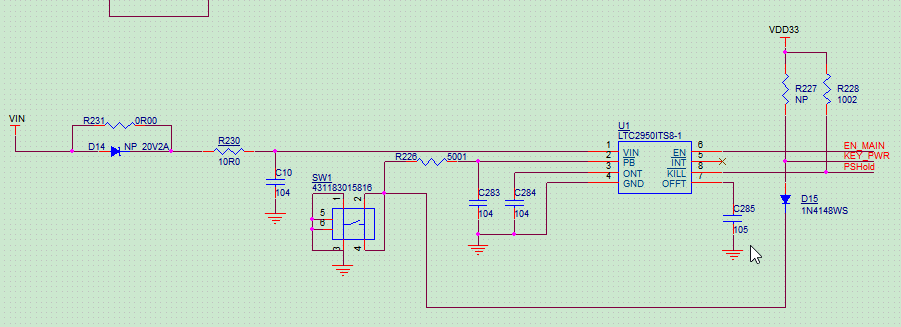 VDD33
R227
NP
R228
1002
VIN
R231
0R00
D14
NP_20V2A
R230
10R0
C10
104
SW1
431183015816
1
2
5
6
3
4
R226
5001
C283
104
C284
104
U1
LTC2950ITS8-1
1
VIN
EN
6
2
PB
INT
5
3
ONT
KILL
8
4
GND
OFFT
7
EN_MAIN
KEY_PWR
PSHold
C285
105
D15
1N4148WS